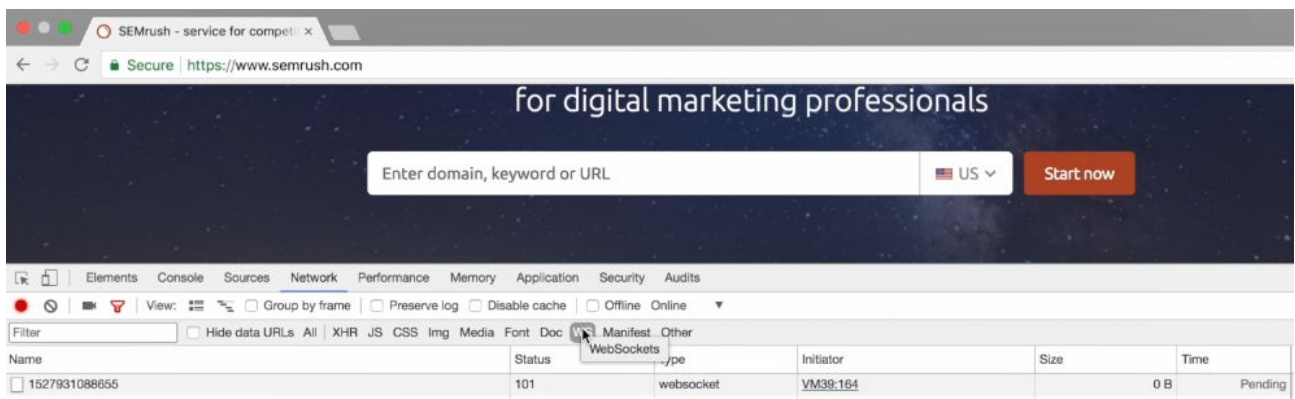 SEMrush - service for competi ×
Secure https://www.semrush.com
for digital marketing professionals
Enter domain, keyword or URL US Start now
Elements Console Sources Network Performance Memory Application Security Audits
View: Group by frame Preserve log Disable cache Offline Online
Filter Hide data URLs All XHR JS CSS Img Media Font Doc WS Manifest Other
WebSockets
Name Status Type Initiator Size Time
1527931088655 101 websocket VM39:164 0 B Pending